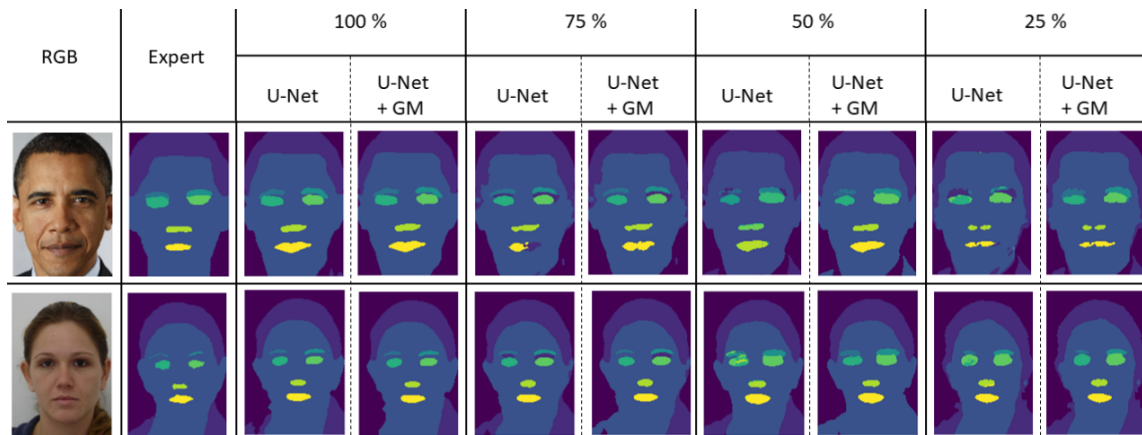 100 %
75 %
50 %
25 %
RGB
Expert
U-Net
U-Net
+ GM
U-Net
U-Net
+ GM
U-Net
U-Net
+ GM
U-Net
U-Net
+ GM